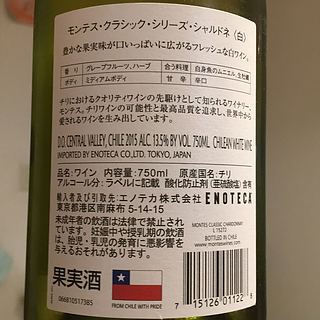 モンテス・クラシック・シリーズ・シャルドネ〈白〉
豊かな果実味が口いっぱいに広がるフレッシュな白ワイン。
香り グレープフルーツ、ハーブ 合う料理 白身魚のムニエル、生牡蠣
ボディ ミディアムボディ 甘辛 辛口
チリにおけるクオリティワインの先駆けとして知られるワイナリー、
モンテス。チリワインの可能性と最高品質を追求し、世界中から
愛されるワインを生み出しています。
D.O. CENTRAL VALLEY, CHILE 2015 ALC. 13.5% BY VOL. 750ML CHILEAN WHITE WINE
IMPORTED BY ENOTECA CO.,LTD. TOKYO, JAPAN
品名:ワイン 内容量:750ml 原産国名:チリ
アルコール分:ラベルに記載 酸化防止剤(亜硫酸塩)含有
輸入者及び引取先:エノテカ株式会社 ENOTECA
東京都港区南麻布 5-14-15
未成年者の飲酒は法律で禁止されてい
ます。妊娠中や授乳期の飲酒
は、胎児・乳児の発育に悪影響を
与えるおそれがあります。
MONTES CLASSIC CHARDONNAY
L 15272
BOTTLED IN CHILE
www.monteswines.com
果実酒
FROM CHILE WITH PRIDE
7 15126 01122